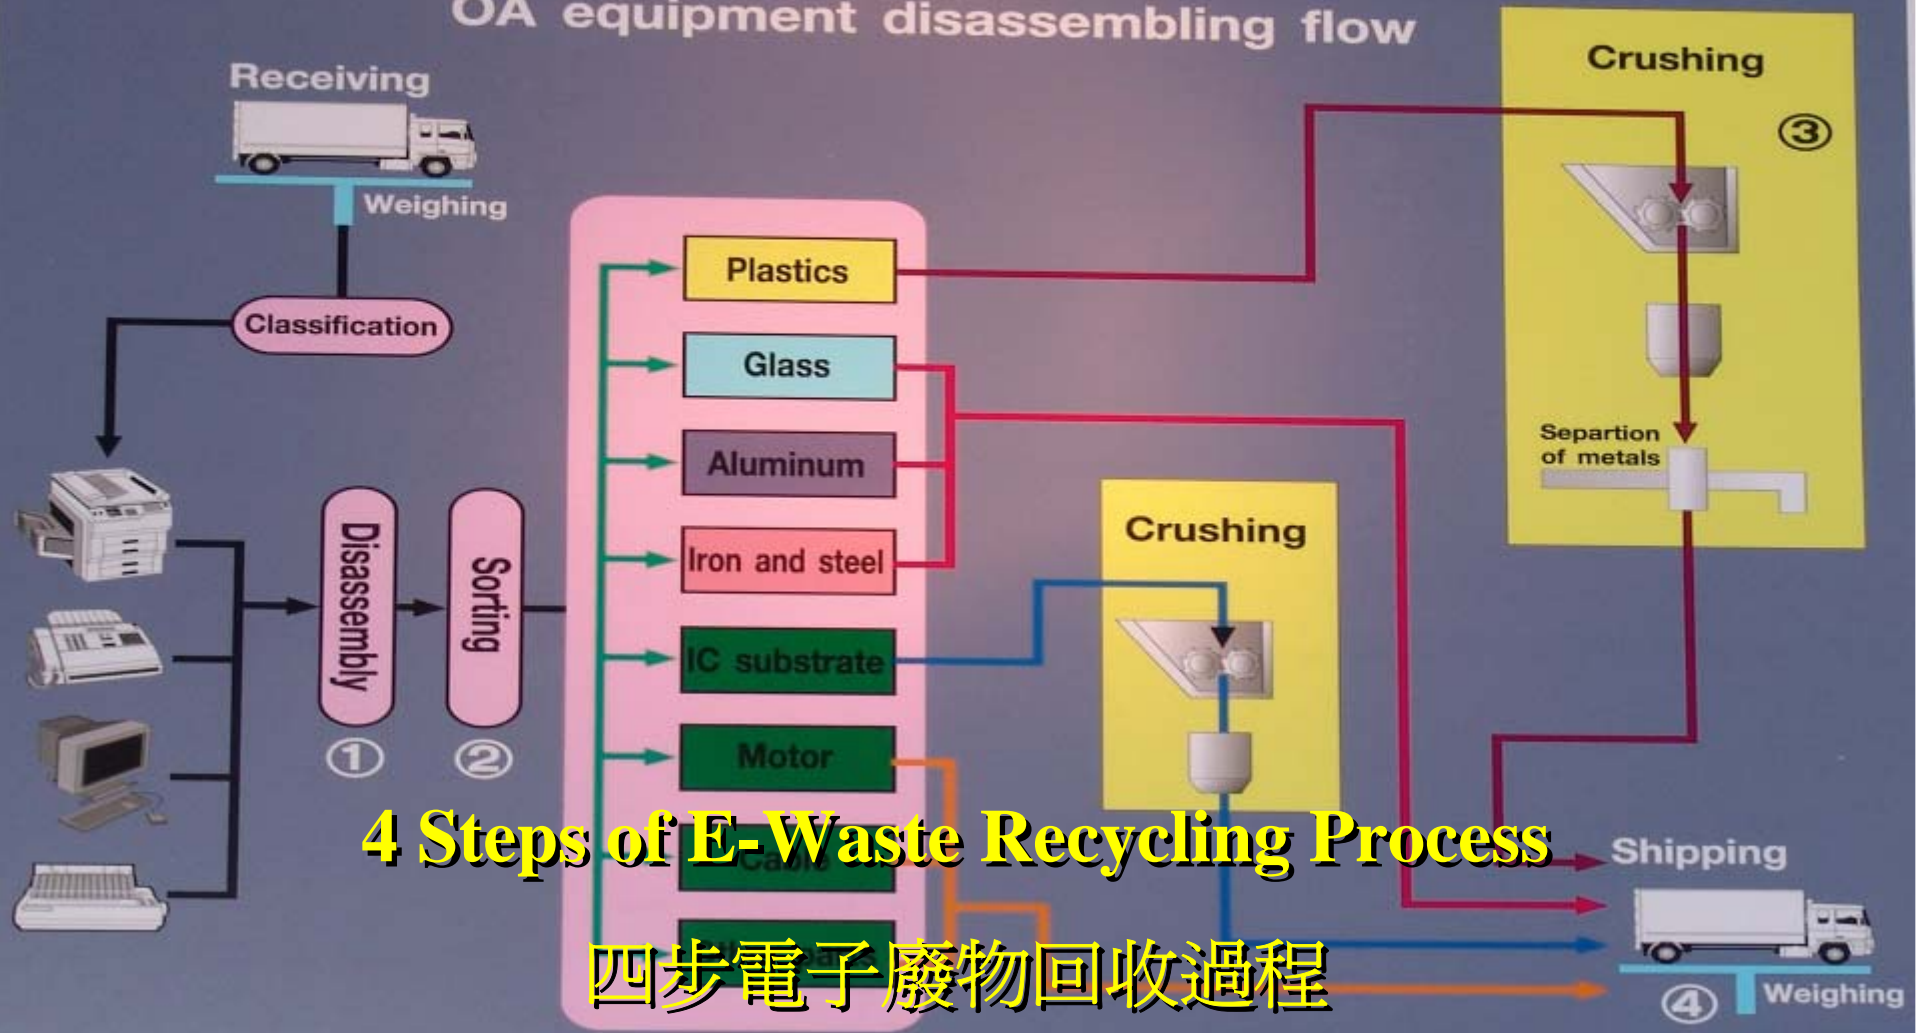 OA equipment disassembling flow
Receiving
Weighing
Classification
Disassembly
①
Sorting
②
Plastics
Glass
Aluminum
Iron and steel
IC substrate
Motor
Cable
Crushing
Crushing
③
Separtion
of metals
4 Steps of E-Waste Recycling Process
四步電子廢物回收過程
Shipping
④
Weighing